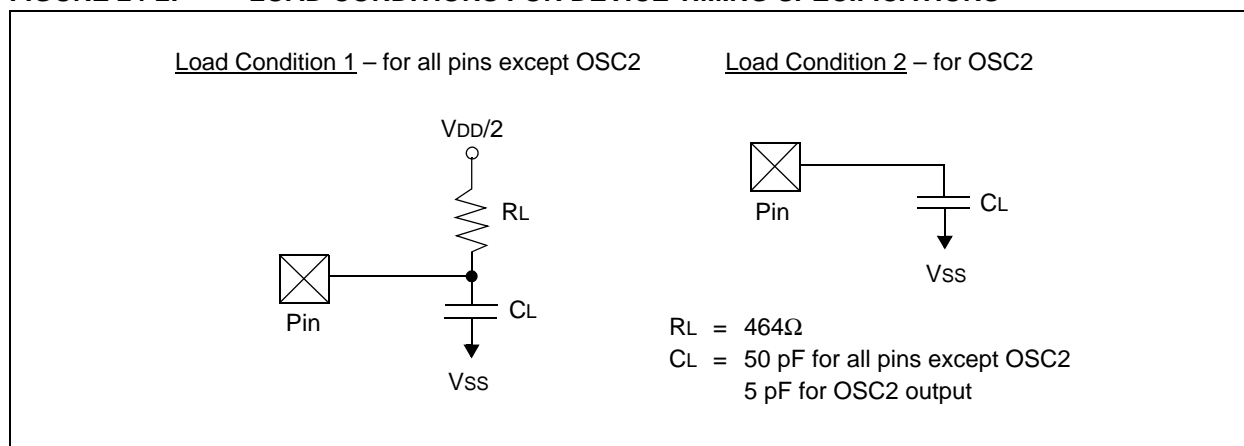 Load Condition 1 – for all pins except OSC2
Load Condition 2 – for OSC2
VDD/2
RL
Pin
CL
VSS
Pin
CL
VSS
RL = 464Ω
CL = 50 pF for all pins except OSC2
5 pF for OSC2 output